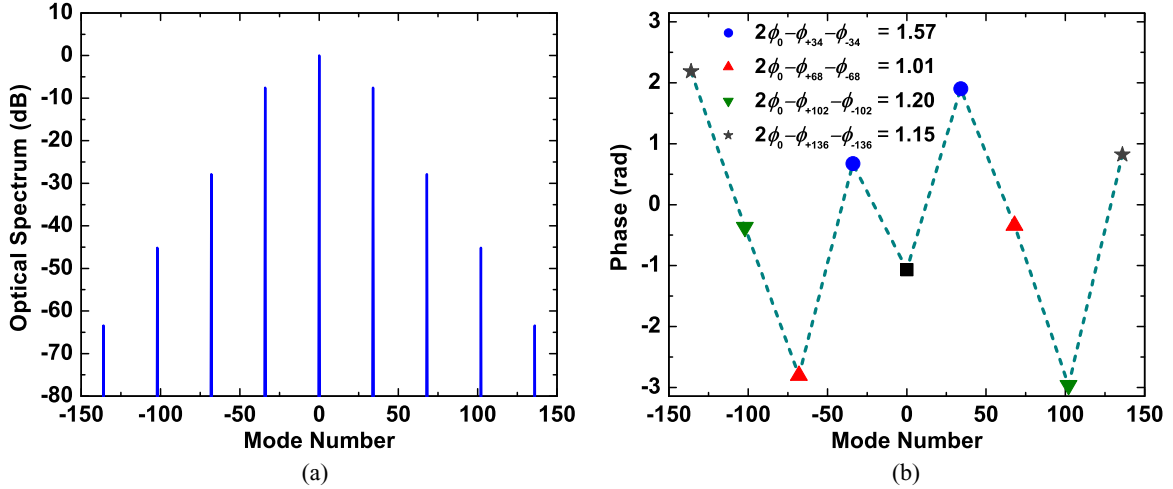 10
0
-10
-20
-30
-40
-50
-60
-70
-80
Optical Spectrum (dB)
-150 -100 -50 0 50 100 150
Mode Number
(a)
3
2
1
0
-1
-2
-3
Phase (rad)
2ϕ0−ϕ+34−ϕ-34 = 1.57
2ϕ0−ϕ+68−ϕ-68 = 1.01
2ϕ0−ϕ+102−ϕ-102 = 1.20
2ϕ0−ϕ+136−ϕ-136 = 1.15
-150 -100 -50 0 50 100 150
Mode Number
(b)